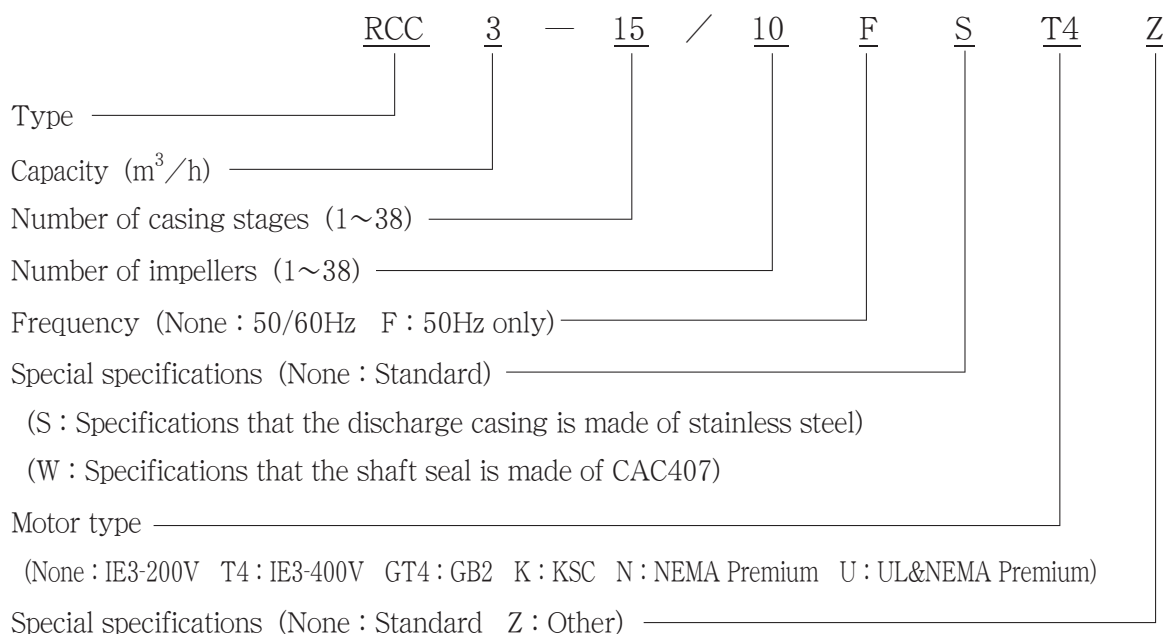 RCC 3 － 15 ／ 10 F S T4 Z
Type
Capacity (m³／h)
Number of casing stages (1～38)
Number of impellers (1～38)
Frequency (None：50/60Hz F：50Hz only)
Special specifications (None：Standard)
(S：Specifications that the discharge casing is made of stainless steel)
(W：Specifications that the shaft seal is made of CAC407)
Motor type
(None：IE3-200V T4：IE3-400V GT4：GB2 K：KSC N：NEMA Premium U：UL&NEMA Premium)
Special specifications (None：Standard Z：Other)